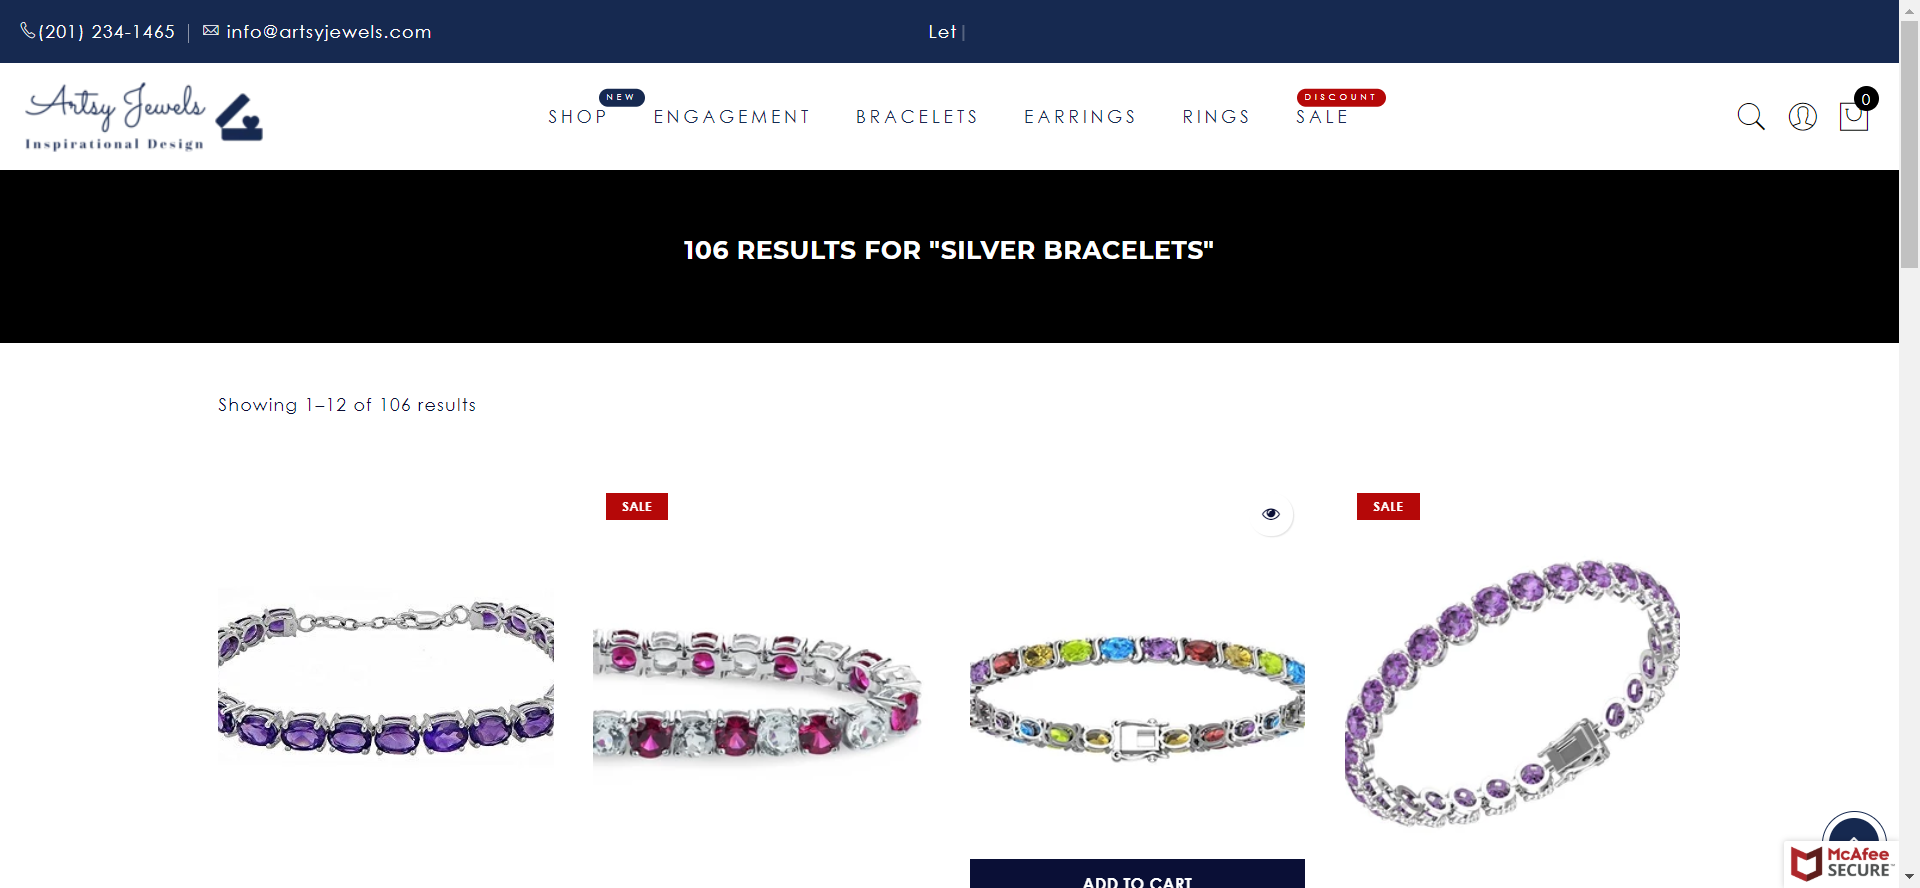 (201) 234-1465 | info@artsyjewels.com
Let |
Artsy Jewels
Inspirational Design
NEW
DISCOUNT
SHOP ENGAGEMENT BRACELETS EARRINGS RINGS SALE
0
106 RESULTS FOR "SILVER BRACELETS"
Showing 1–12 of 106 results
SALE
SALE
ADD TO CART
McAfee
SECURE™